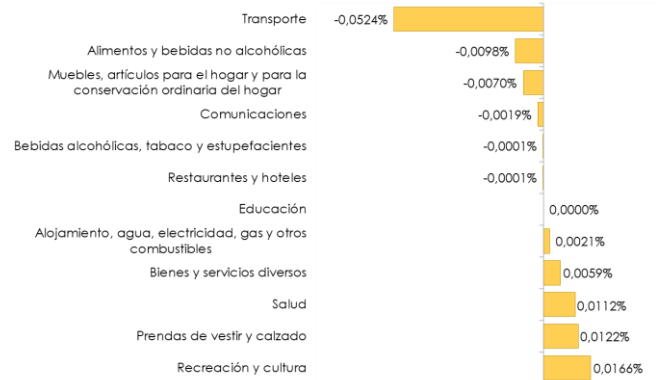 Transporte -0,0524%
Alimentos y bebidas no alcohólicas -0,0098%
Muebles, artículos para el hogar y para la
conservación ordinaria del hogar -0,0070%
Comunicaciones -0,0019%
Bebidas alcohólicas, tabaco y estupefacientes -0,0001%
Restaurantes y hoteles -0,0001%
Educación 0,0000%
Alojamiento, agua, electricidad, gas y otros
combustibles 0,0021%
Bienes y servicios diversos 0,0059%
Salud 0,0112%
Prendas de vestir y calzado 0,0122%
Recreación y cultura 0,0166%